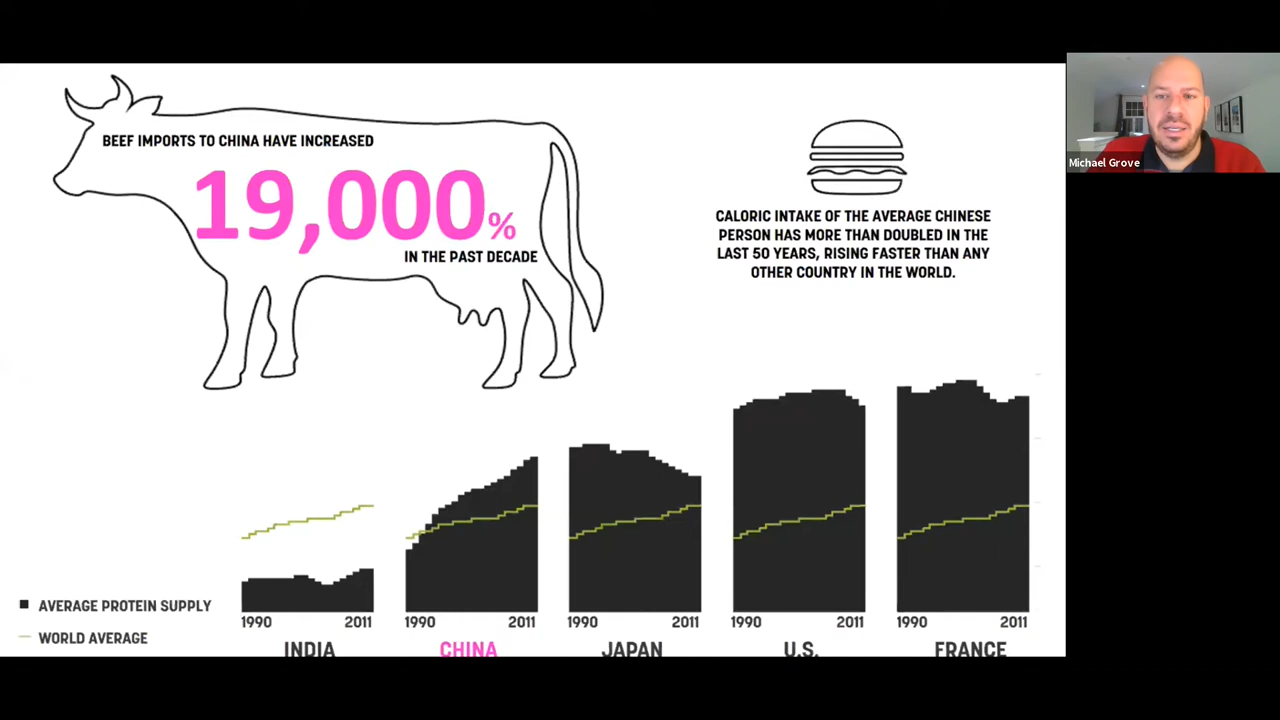 BEEF IMPORTS TO CHINA HAVE INCREASED
19,000%
IN THE PAST DECADE
CALORIC INTAKE OF THE AVERAGE CHINESE
PERSON HAS MORE THAN DOUBLED IN THE
LAST 50 YEARS, RISING FASTER THAN ANY
OTHER COUNTRY IN THE WORLD.
Michael Grove
AVERAGE PROTEIN SUPPLY
WORLD AVERAGE
1990 2011
INDIA
1990 2011
CHINA
1990 2011
JAPAN
1990 2011
U.S.
1990 2011
FRANCE